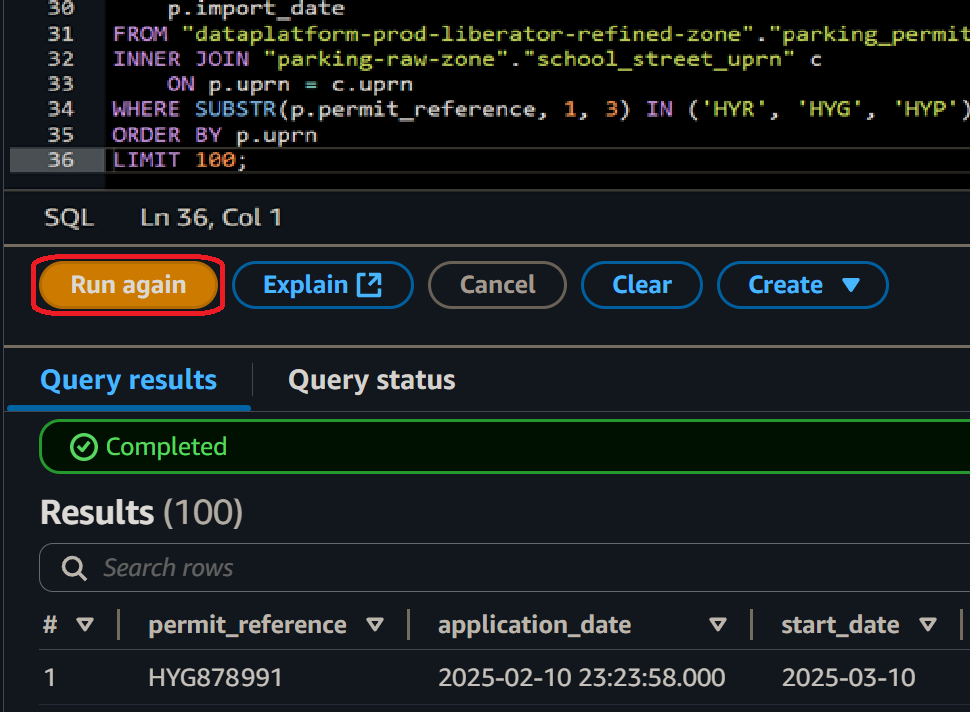 30 p.import_date
31 FROM "dataplatform-prod-liberator-refined-zone"."parking_permit
32 INNER JOIN "parking-raw-zone"."school_street_uprn" c
33 ON p.uprn = c.uprn
34 WHERE SUBSTR(p.permit_reference, 1, 3) IN ('HYR', 'HYG', 'HYP')
35 ORDER BY p.uprn
36 LIMIT 100;
SQL Ln 36, Col 1
Run again Explain Cancel Clear Create
Query results Query status
Completed
Results (100)
Search rows
# permit_reference application_date start_date
1 HYG878991 2025-02-10 23:23:58.000 2025-03-10